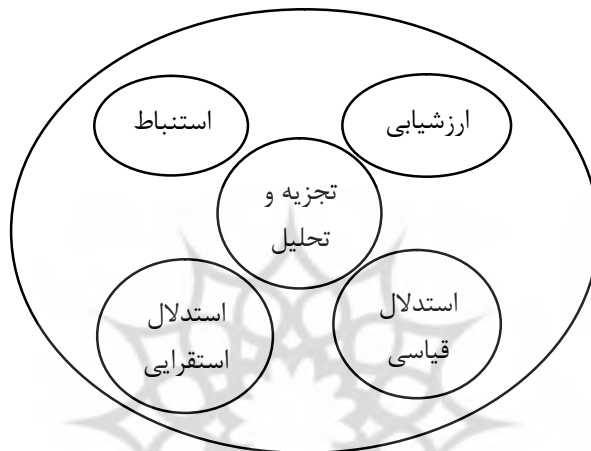 ارزشیابی
استنباط
تجزیه و
تحلیل
استدلال
قیاسی
استدلال
استقرایی